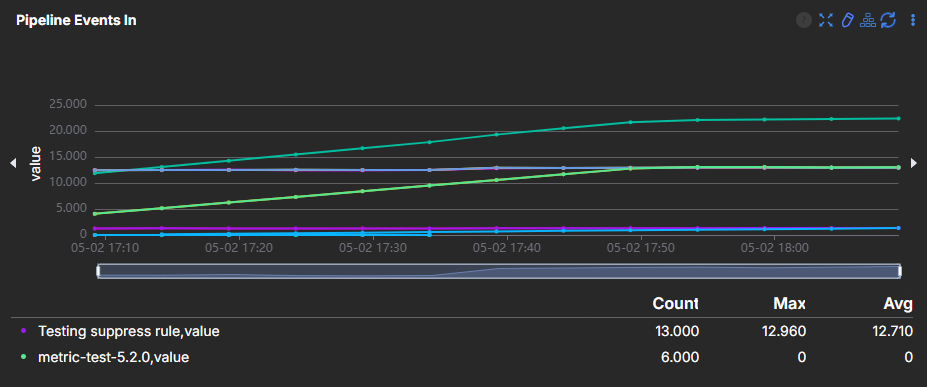 Pipeline Events In
value
25.000
20.000
15.000
10.000
5.000
0
05-02 17:10 05-02 17:20 05-02 17:30 05-02 17:40 05-02 17:50 05-02 18:00
Count Max Avg
Testing suppress rule,value 13.000 12.960 12.710
metric-test-5.2.0,value 6.000 0 0